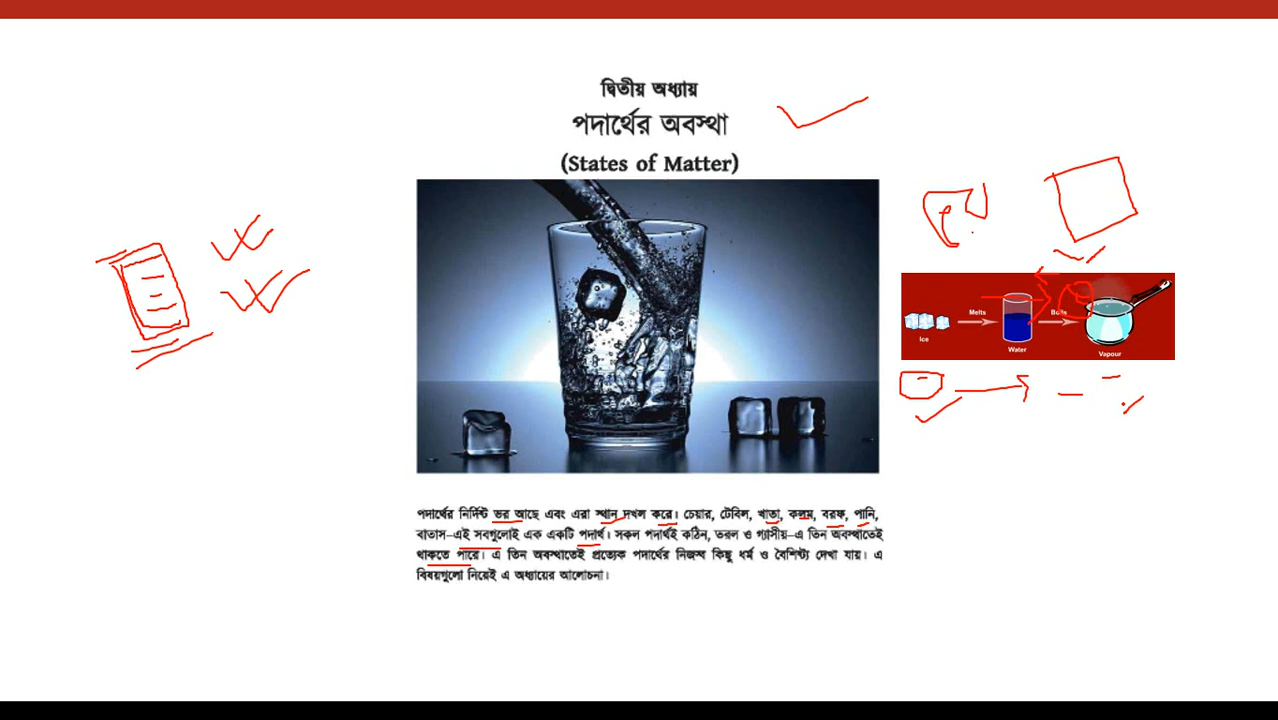 দ্বিতীয় অধ্যায়
পদার্থের অবস্থা
(States of Matter)
Melts
Boils
Ice
Water
Vapour
পদার্থের নির্দিষ্ট ভর আছে এবং এরা স্থান দখল করে। চেয়ার, টেবিল, খাতা, কলম, বরফ, পানি,
বাতাস–এই সবগুলোই এক একটি পদার্থ। সকল পদার্থই কঠিন, তরল ও গ্যাসীয়–এ তিন অবস্থাতেই
থাকতে পারে। এ তিন অবস্থাতেই প্রত্যেক পদার্থের নিজস্ব কিছু ধর্ম ও বৈশিষ্ট্য দেখা যায়। এ
বিষয়গুলো নিয়েই এ অধ্যায়ের আলোচনা।